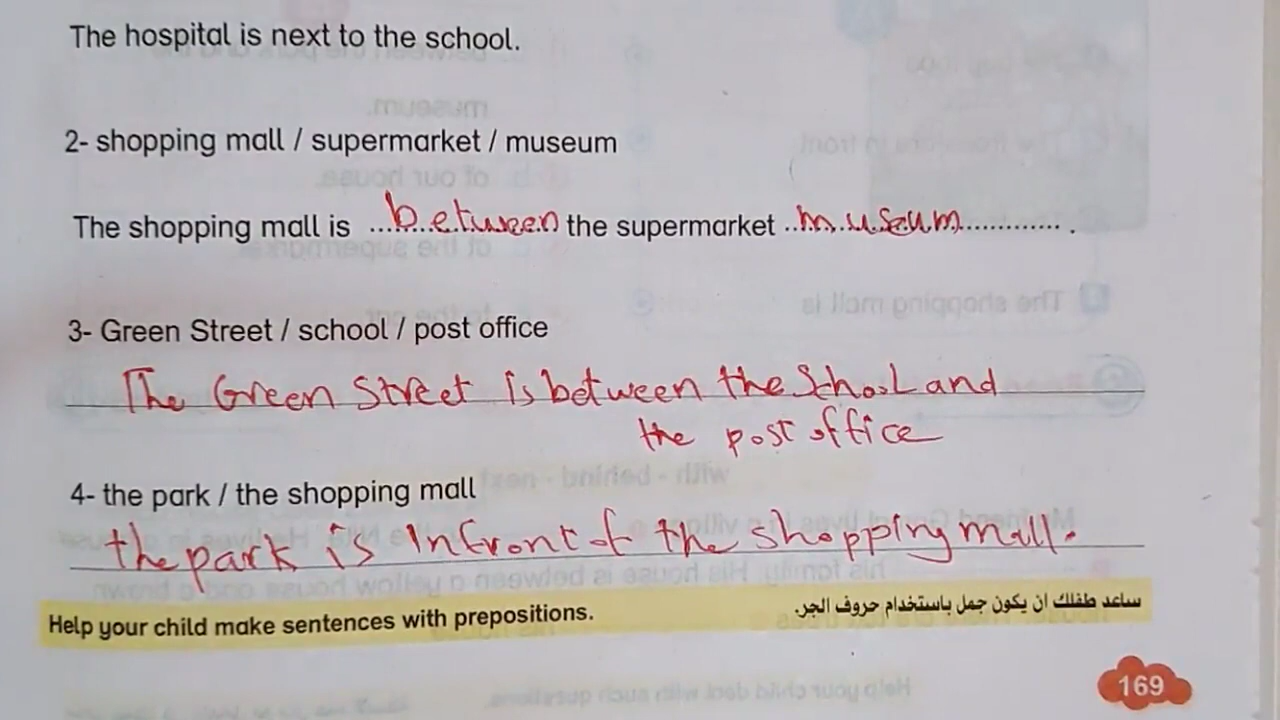 The hospital is next to the school.
2- shopping mall / supermarket / museum
The shopping mall is ...between the supermarket ..museum............. .
3- Green Street / school / post office
The Green Street is between the School and
the post office
4- the park / the shopping mall
the park is infront of the shopping mall.
Help your child make sentences with prepositions. ساعد طفلك ان يكون جمل باستخدام حروف الجر.
169